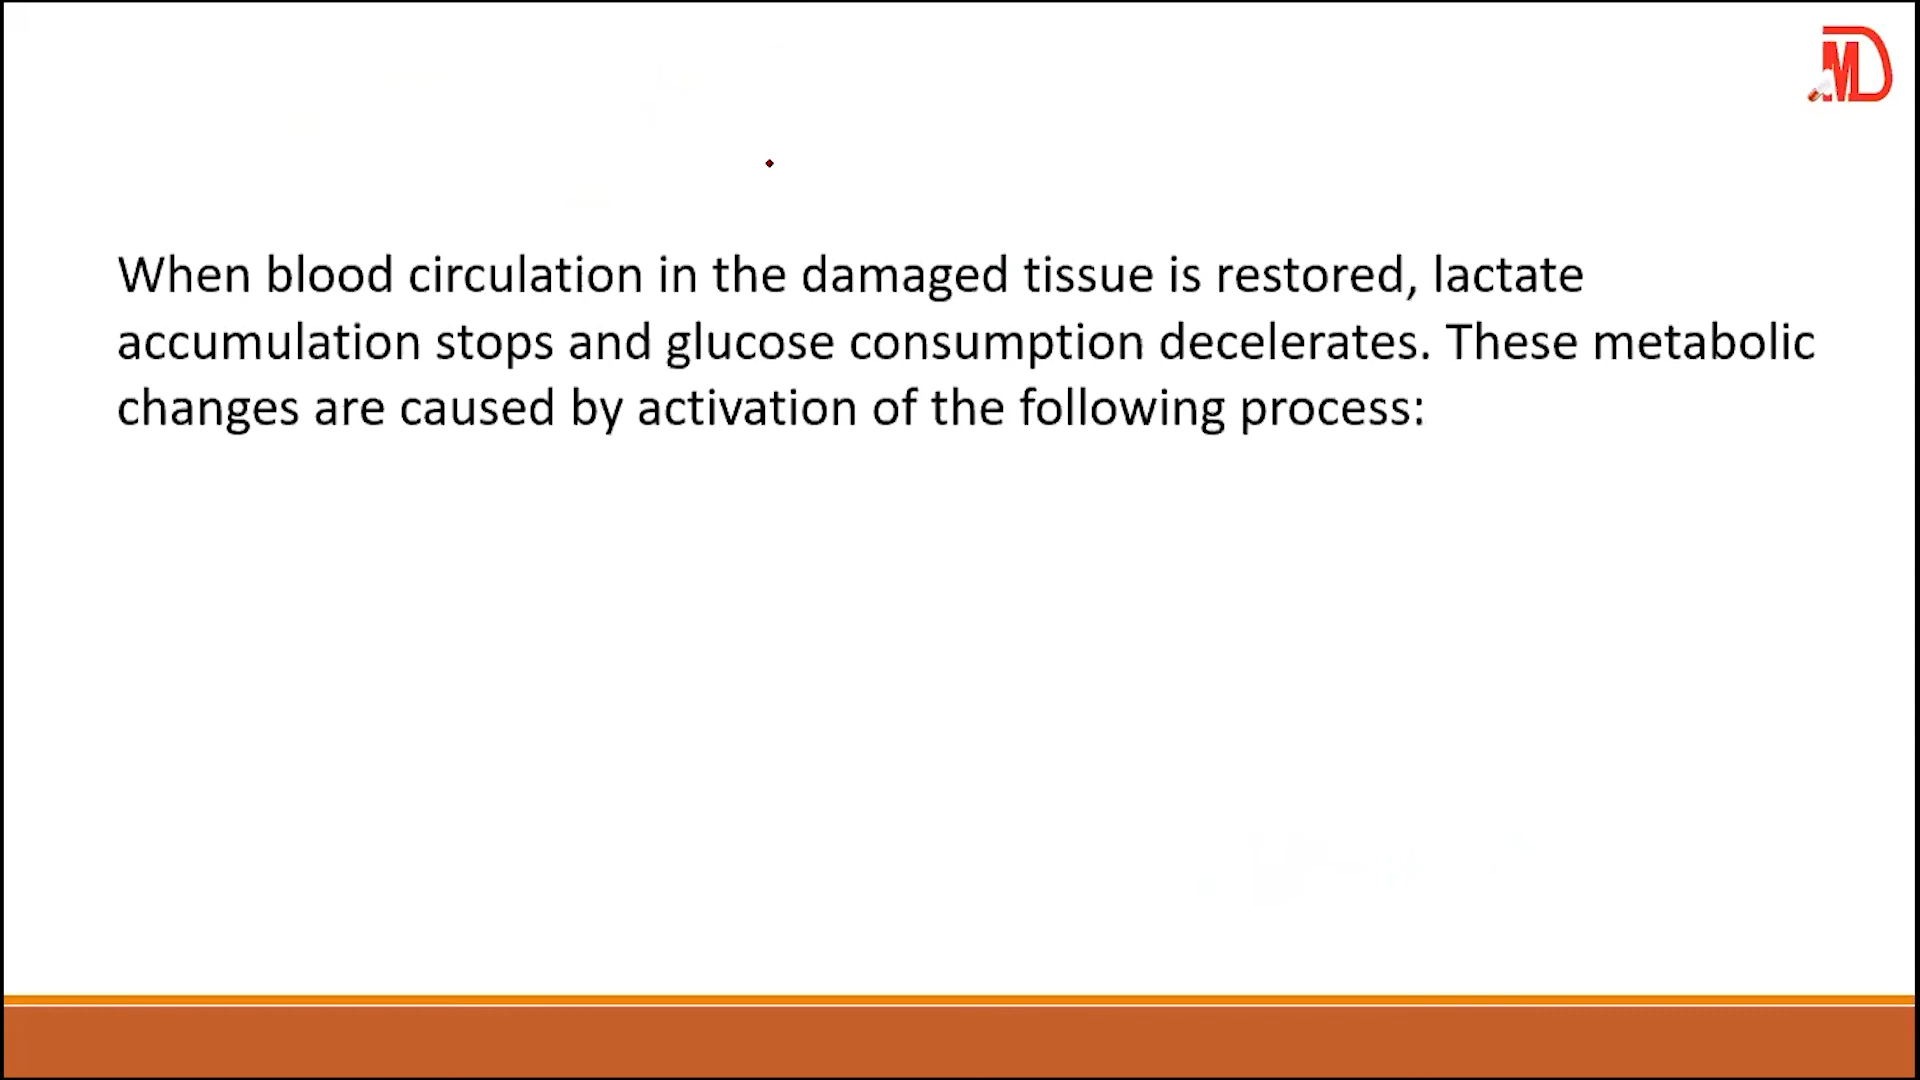 MD
When blood circulation in the damaged tissue is restored, lactate
accumulation stops and glucose consumption decelerates. These metabolic
changes are caused by activation of the following process: